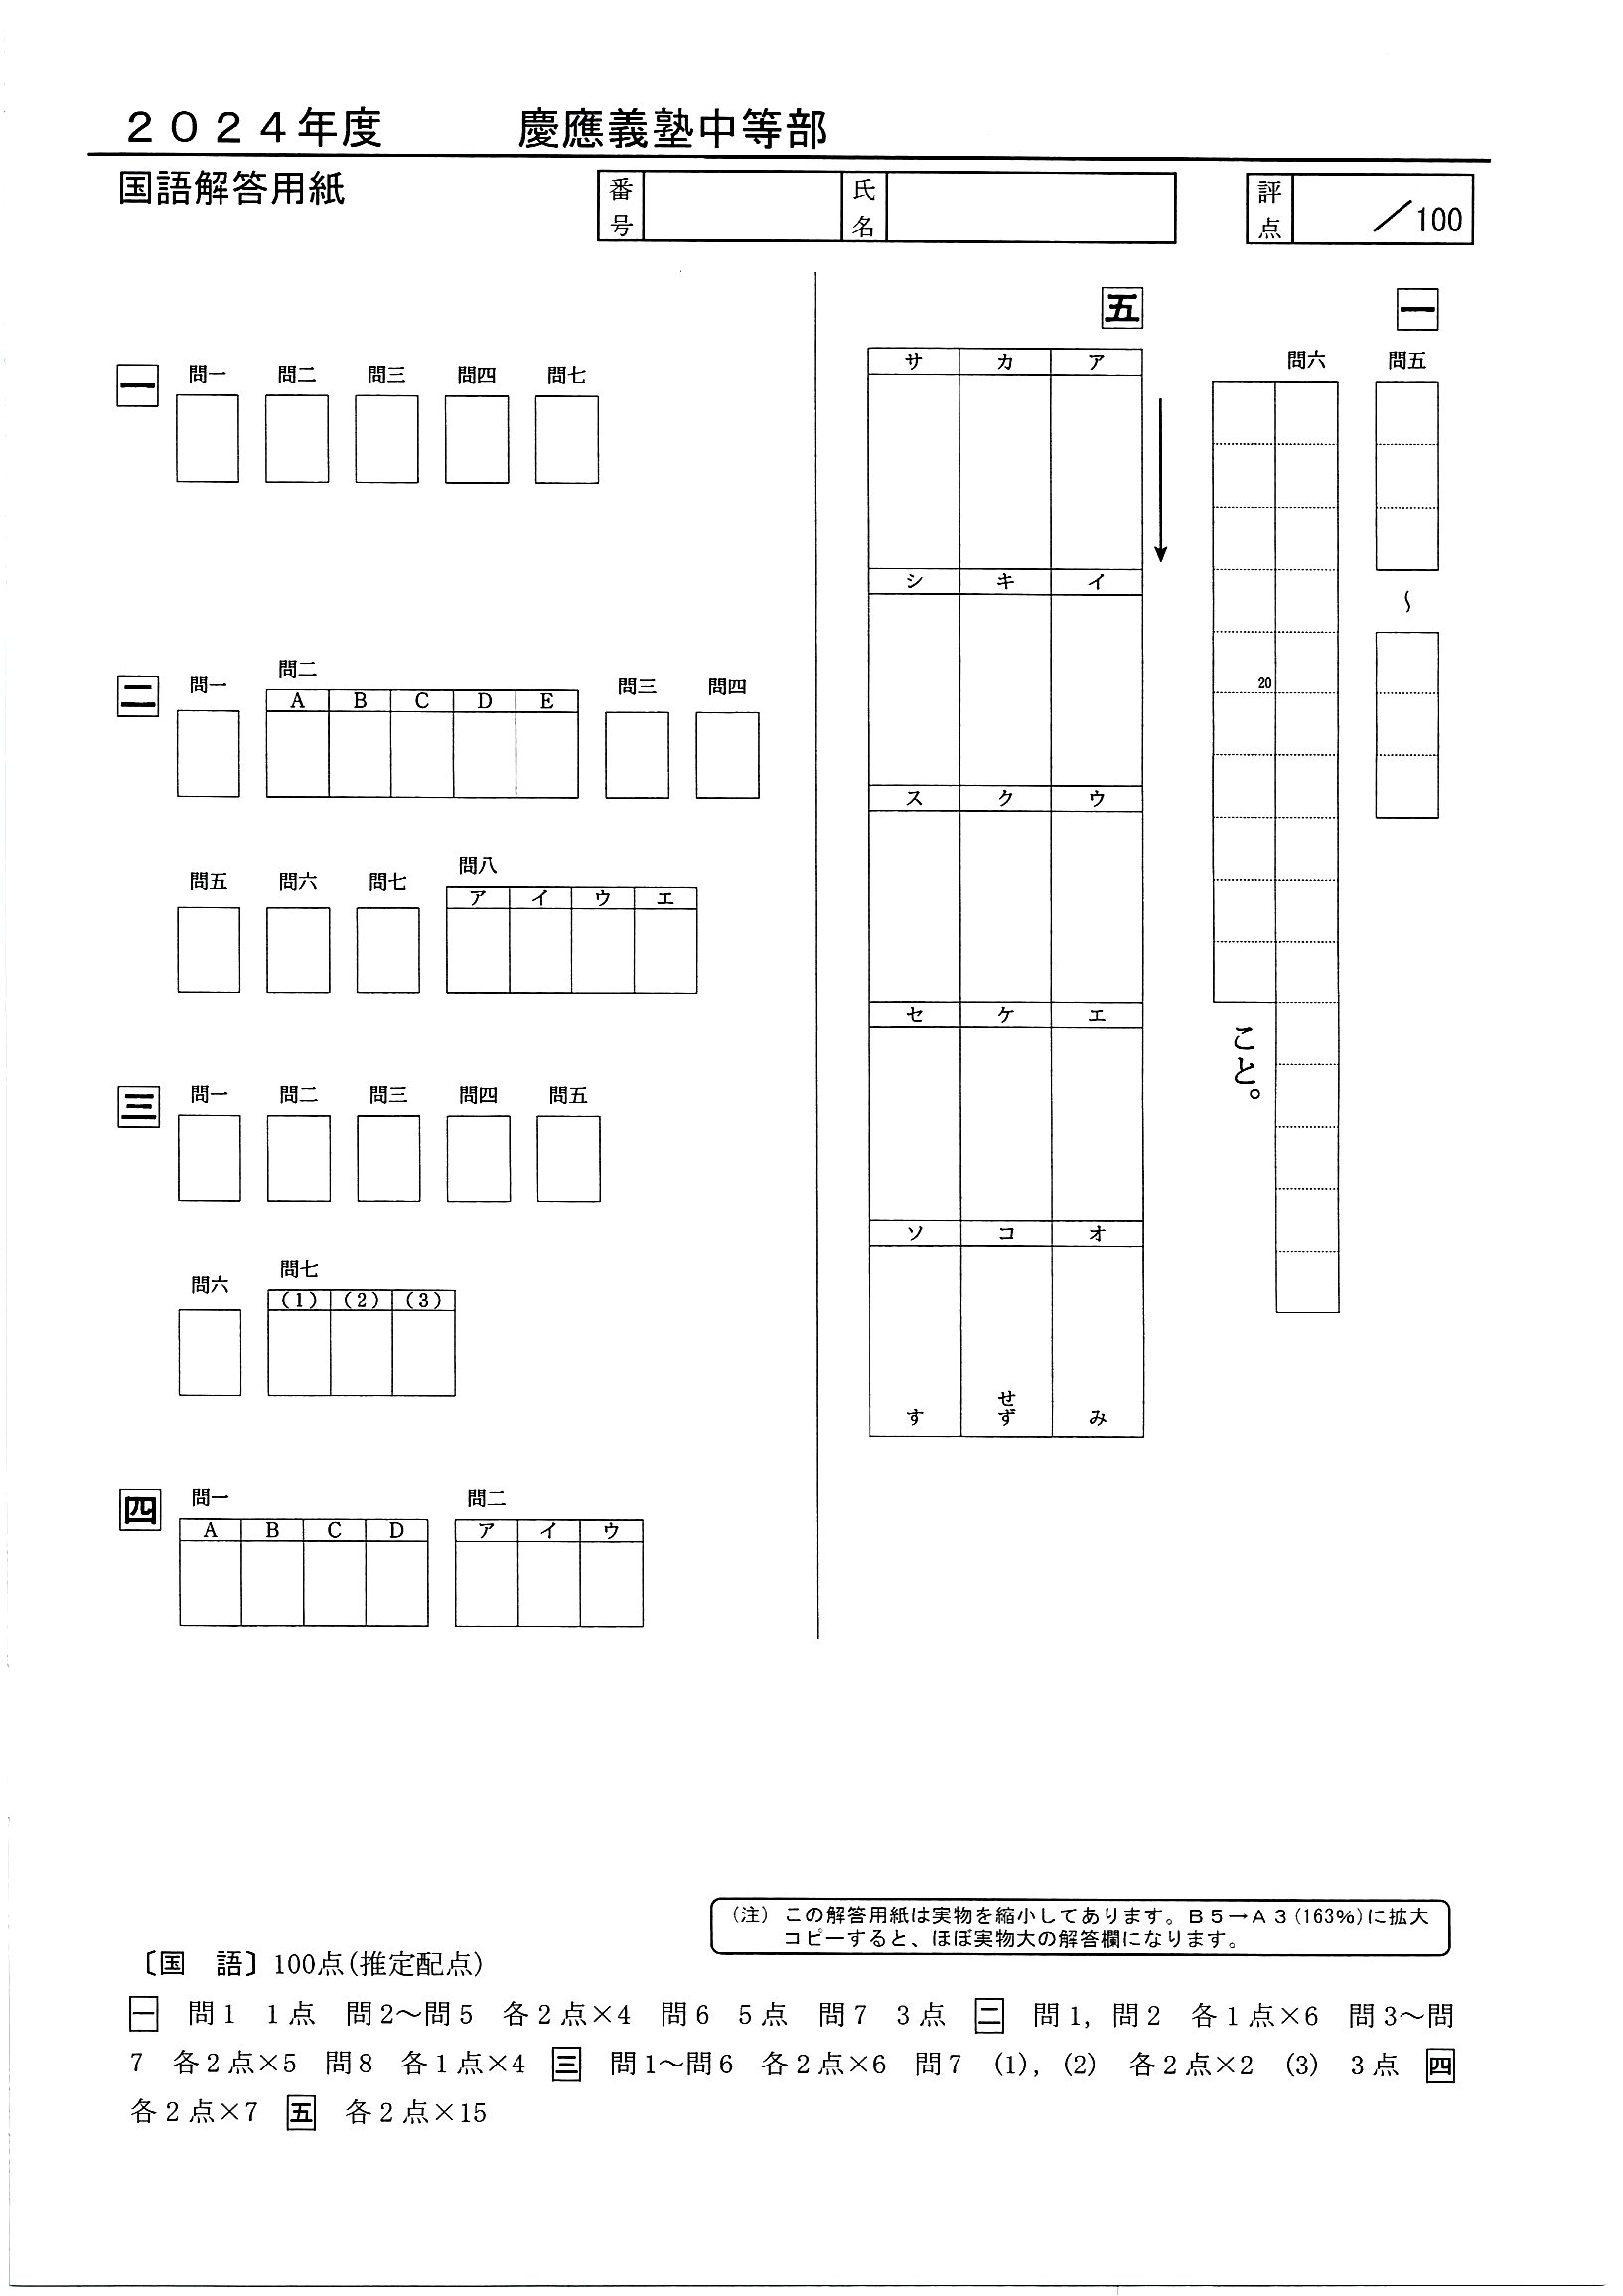 ２０２４年度　慶應義塾中等部
国語解答用紙
番号
氏名
評点
／100
一
問一 問二 問三 問四 問七
二
問一
問二
A B C D E
問三 問四
問五 問六 問七
問八
ア イ ウ エ
三
問一 問二 問三 問四 問五
問六
問七
(1) (2) (3)
四
問一
A B C D
問二
ア イ ウ
一
問五
〜
問六
20
こと。
五
サ カ ア
シ キ イ
ス ク ウ
セ ケ エ
ソ コ オ
す せず み
（注）この解答用紙は実物を縮小してあります。Ｂ５→Ａ３(163%)に拡大
コピーすると、ほぼ実物大の解答欄になります。
〔国　語〕100点(推定配点)
一　問１　１点　問２〜問５　各２点×４　問６　５点　問７　３点　二　問１，問２　各１点×６　問３〜問
７　各２点×５　問８　各１点×４　三　問１〜問６　各２点×６　問７　(1)，(2)　各２点×２　(3)　３点　四
各２点×７　五　各２点×15